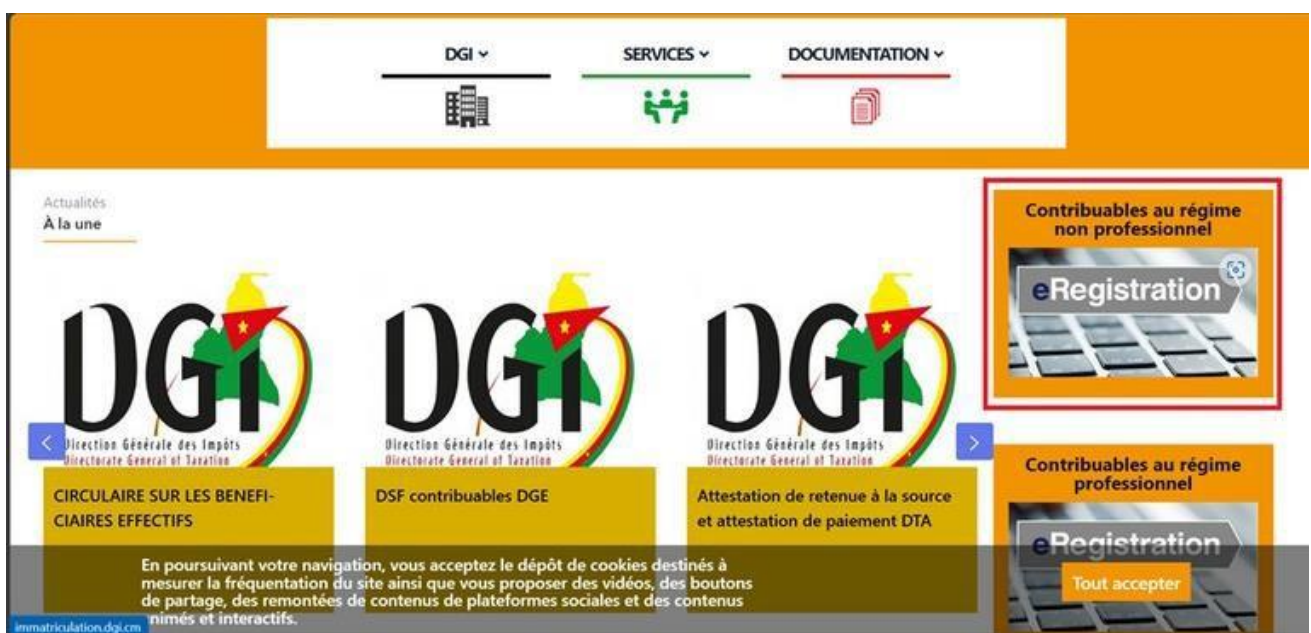 DGI
SERVICES
DOCUMENTATION
Actualités
À la une
DGI
Direction Générale des Impôts
Directorate General of Taxation
CIRCULAIRE SUR LES BENEFI-
CIAIRES EFFECTIFS
DGI
Direction Générale des Impôts
Directorate General of Taxation
DSF contribuables DGE
DGI
Direction Générale des Impôts
Directorate General of Taxation
Attestation de retenue à la source
et attestation de paiement DTA
Contribuables au régime
non professionnel
eRegistration
Contribuables au régime
professionnel
eRegistration
En poursuivant votre navigation, vous acceptez le dépôt de cookies destinés à
mesurer la fréquentation du site ainsi que vous proposer des vidéos, des boutons
de partage, des remontées de contenus de plateformes sociales et des contenus
animés et interactifs.
Tout accepter
immatriculation.dgi.cm